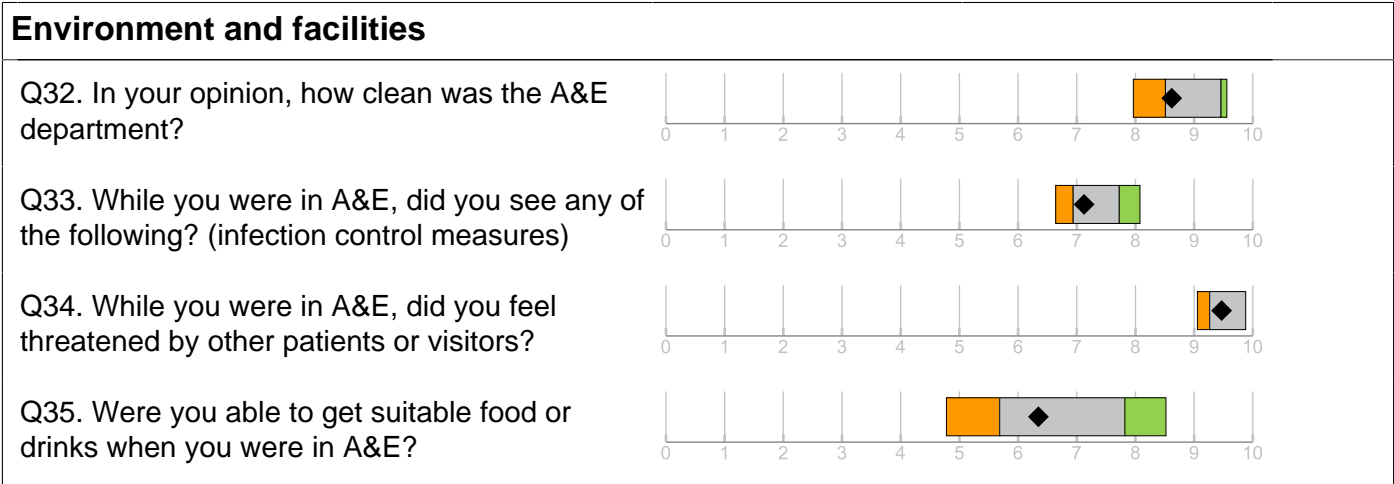 Environment and facilities
Q32. In your opinion, how clean was the A&E
department?
0 1 2 3 4 5 6 7 8 9 10
Q33. While you were in A&E, did you see any of
the following? (infection control measures)
0 1 2 3 4 5 6 7 8 9 10
Q34. While you were in A&E, did you feel
threatened by other patients or visitors?
0 1 2 3 4 5 6 7 8 9 10
Q35. Were you able to get suitable food or
drinks when you were in A&E?
0 1 2 3 4 5 6 7 8 9 10